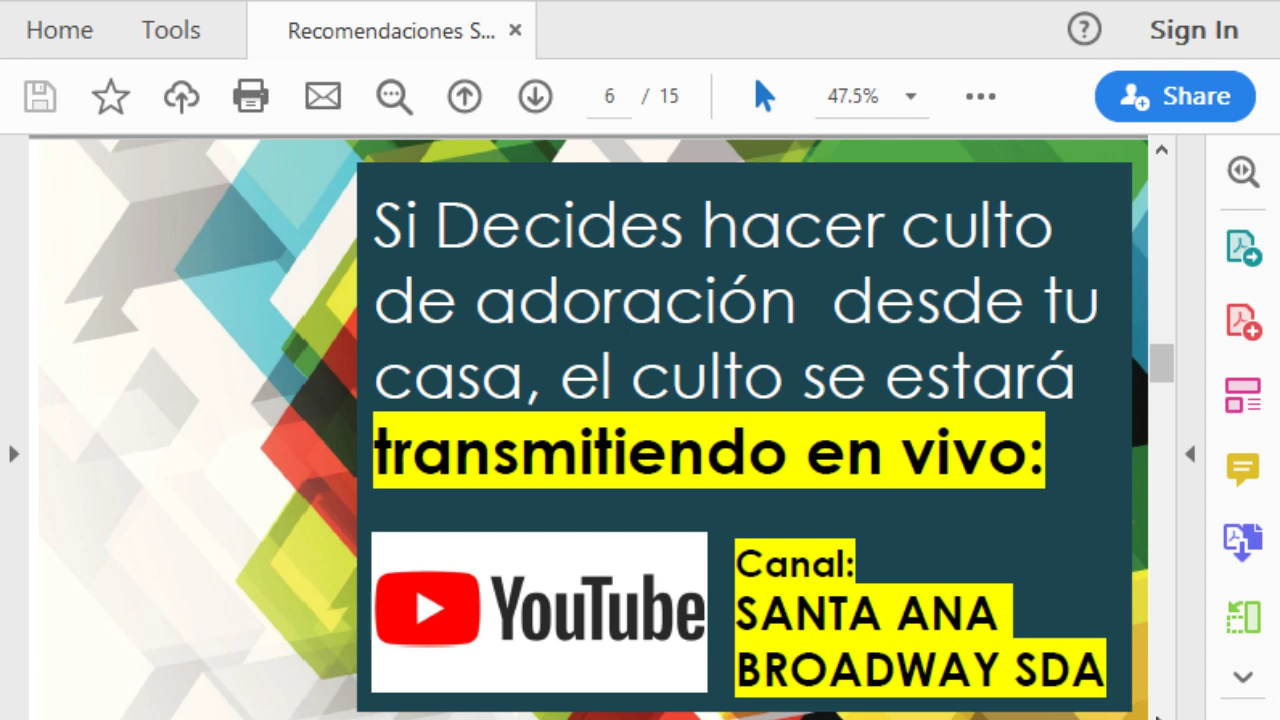 Home Tools Recomendaciones S... ×
6 / 15 47.5% Share
Sign In
Si Decides hacer culto
de adoración desde tu
casa, el culto se estará
transmitiendo en vivo:
YouTube
Canal:
SANTA ANA
BROADWAY SDA